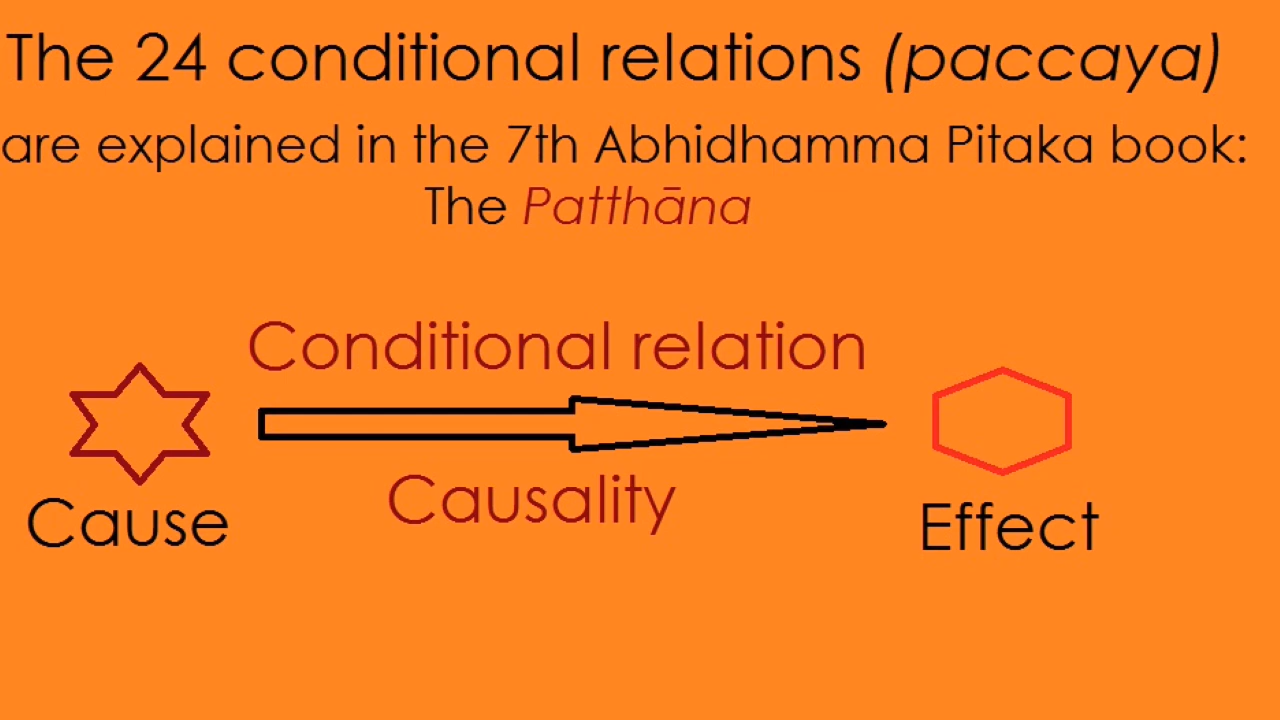 The 24 conditional relations (paccaya)
are explained in the 7th Abhidhamma Pitaka book:
The Patthāna
Conditional relation
Causality
Cause
Effect